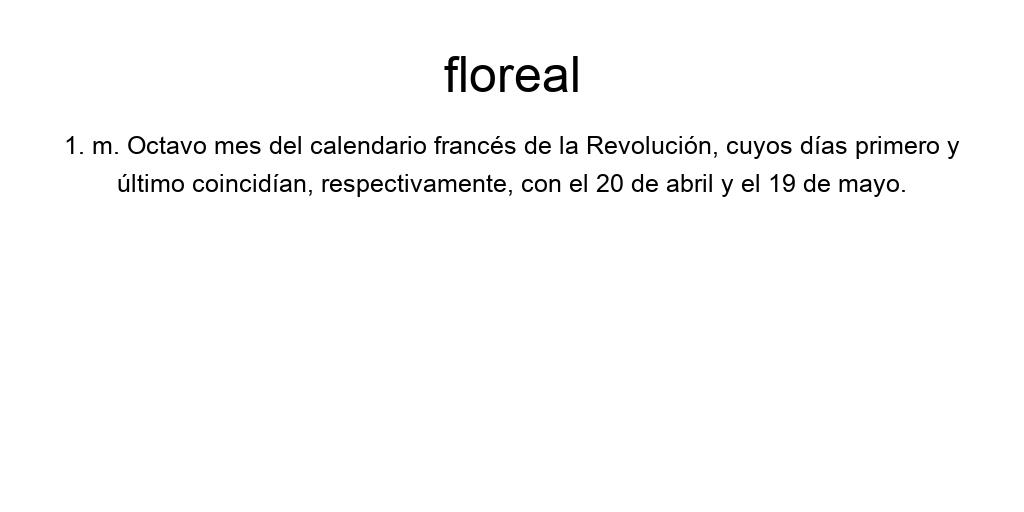 floreal
1. m. Octavo mes del calendario francés de la Revolución, cuyos días primero y
último coincidían, respectivamente, con el 20 de abril y el 19 de mayo.